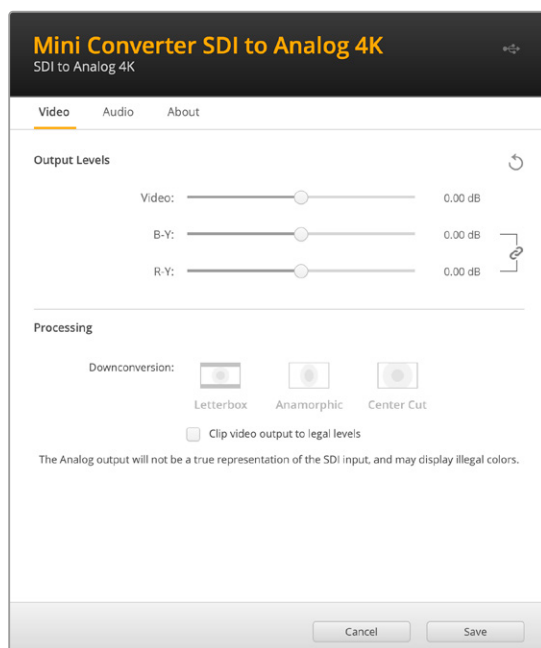 Mini Converter SDI to Analog 4K
SDI to Analog 4K
Video Audio About
Output Levels
Video: 0.00 dB
B-Y: 0.00 dB
R-Y: 0.00 dB
Processing
Downconversion:
Letterbox Anamorphic Center Cut
Clip video output to legal levels
The Analog output will not be a true representation of the SDI input, and may display illegal colors.
Cancel Save